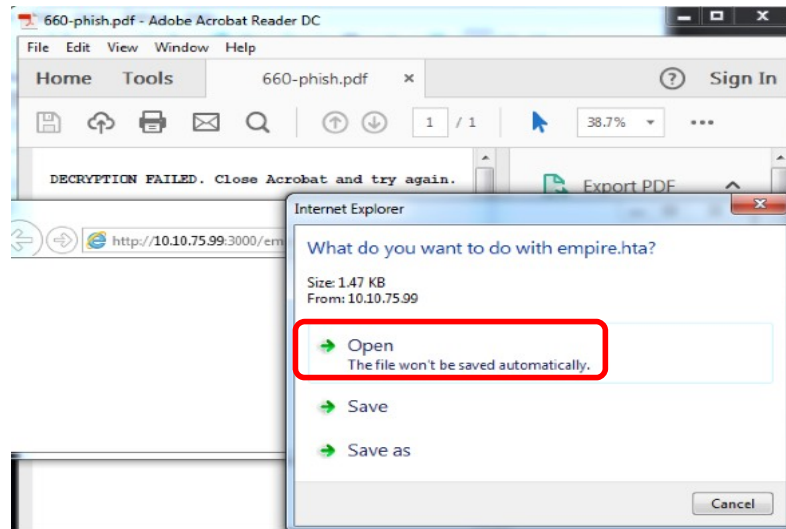 660-phish.pdf - Adobe Acrobat Reader DC
File Edit View Window Help
Home Tools 660-phish.pdf × ? Sign In
1 / 1 38.7%
DECRYPTION FAILED. Close Acrobat and try again.
Export PDF
Internet Explorer
http://10.10.75.99:3000/em
What do you want to do with empire.hta?
Size: 1.47 KB
From: 10.10.75.99
Open
The file won't be saved automatically.
Save
Save as
Cancel